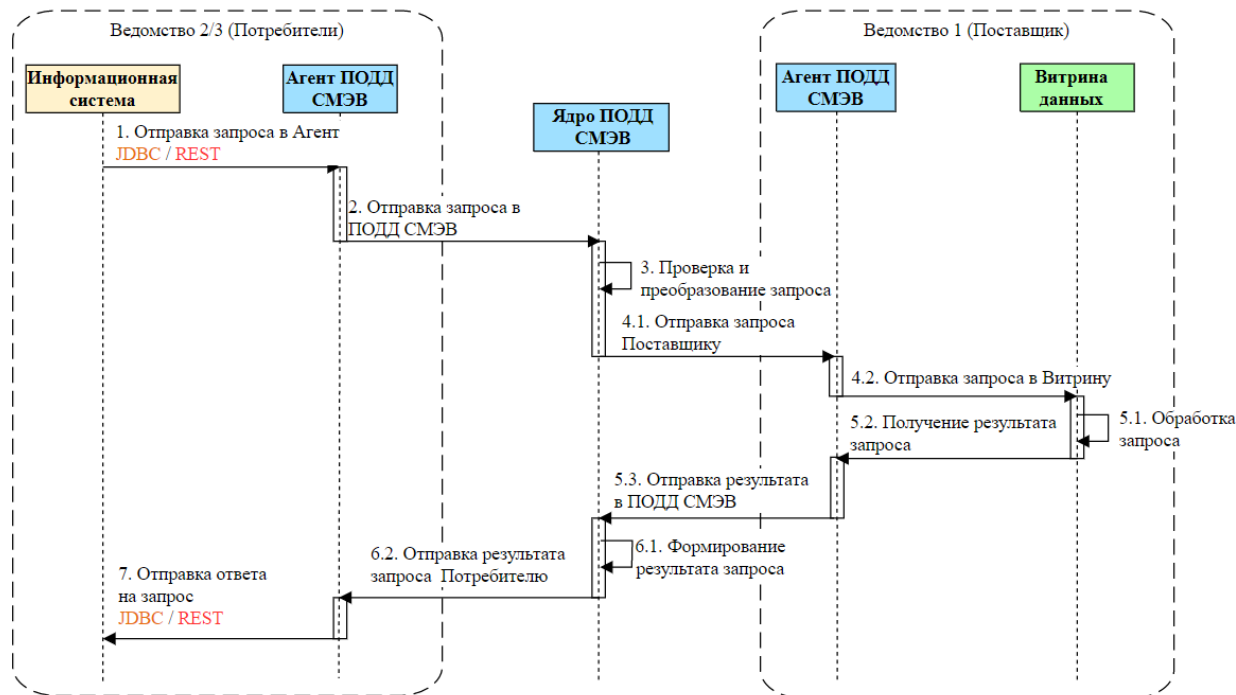 Ведомство 2/3 (Потребители)
Ведомство 1 (Поставщик)
Информационная
система
Агент ПОДД
СМЭВ
Ядро ПОДД
СМЭВ
Агент ПОДД
СМЭВ
Витрина
данных
1. Отправка запроса в Агент
JDBC / REST
2. Отправка запроса в
ПОДД СМЭВ
3. Проверка и
преобразование запроса
4.1. Отправка запроса
Поставщику
4.2. Отправка запроса в Витрину
5.1. Обработка
запроса
5.2. Получение результата
запроса
5.3. Отправка результата
в ПОДД СМЭВ
6.1. Формирование
результата запроса
6.2. Отправка результата
запроса Потребителю
7. Отправка ответа
на запрос
JDBC / REST